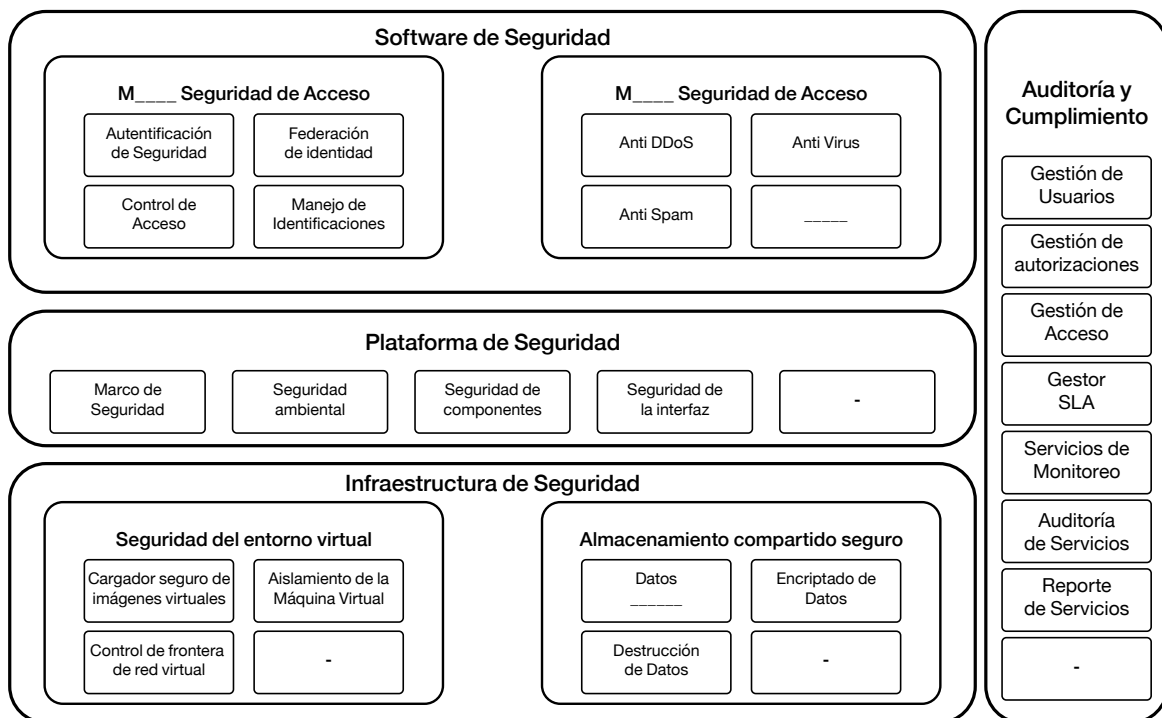 Software de Seguridad
M____ Seguridad de Acceso
Autentificación
de Seguridad
Federación
de identidad
Control de
Acceso
Manejo de
Identificaciones
M____ Seguridad de Acceso
Anti DDoS
Anti Virus
Anti Spam
_____
Plataforma de Seguridad
Marco de
Seguridad
Seguridad
ambiental
Seguridad de
componentes
Seguridad de
la interfaz
-
Infraestructura de Seguridad
Seguridad del entorno virtual
Cargador seguro de
imágenes virtuales
Aislamiento de la
Máquina Virtual
Control de frontera
de red virtual
-
Almacenamiento compartido seguro
Datos
______
Encriptado de
Datos
Destrucción
de Datos
-
Auditoría y
Cumplimiento
Gestión de
Usuarios
Gestión de
autorizaciones
Gestión de
Acceso
Gestor
SLA
Servicios de
Monitoreo
Auditoría
de Servicios
Reporte
de Servicios
-